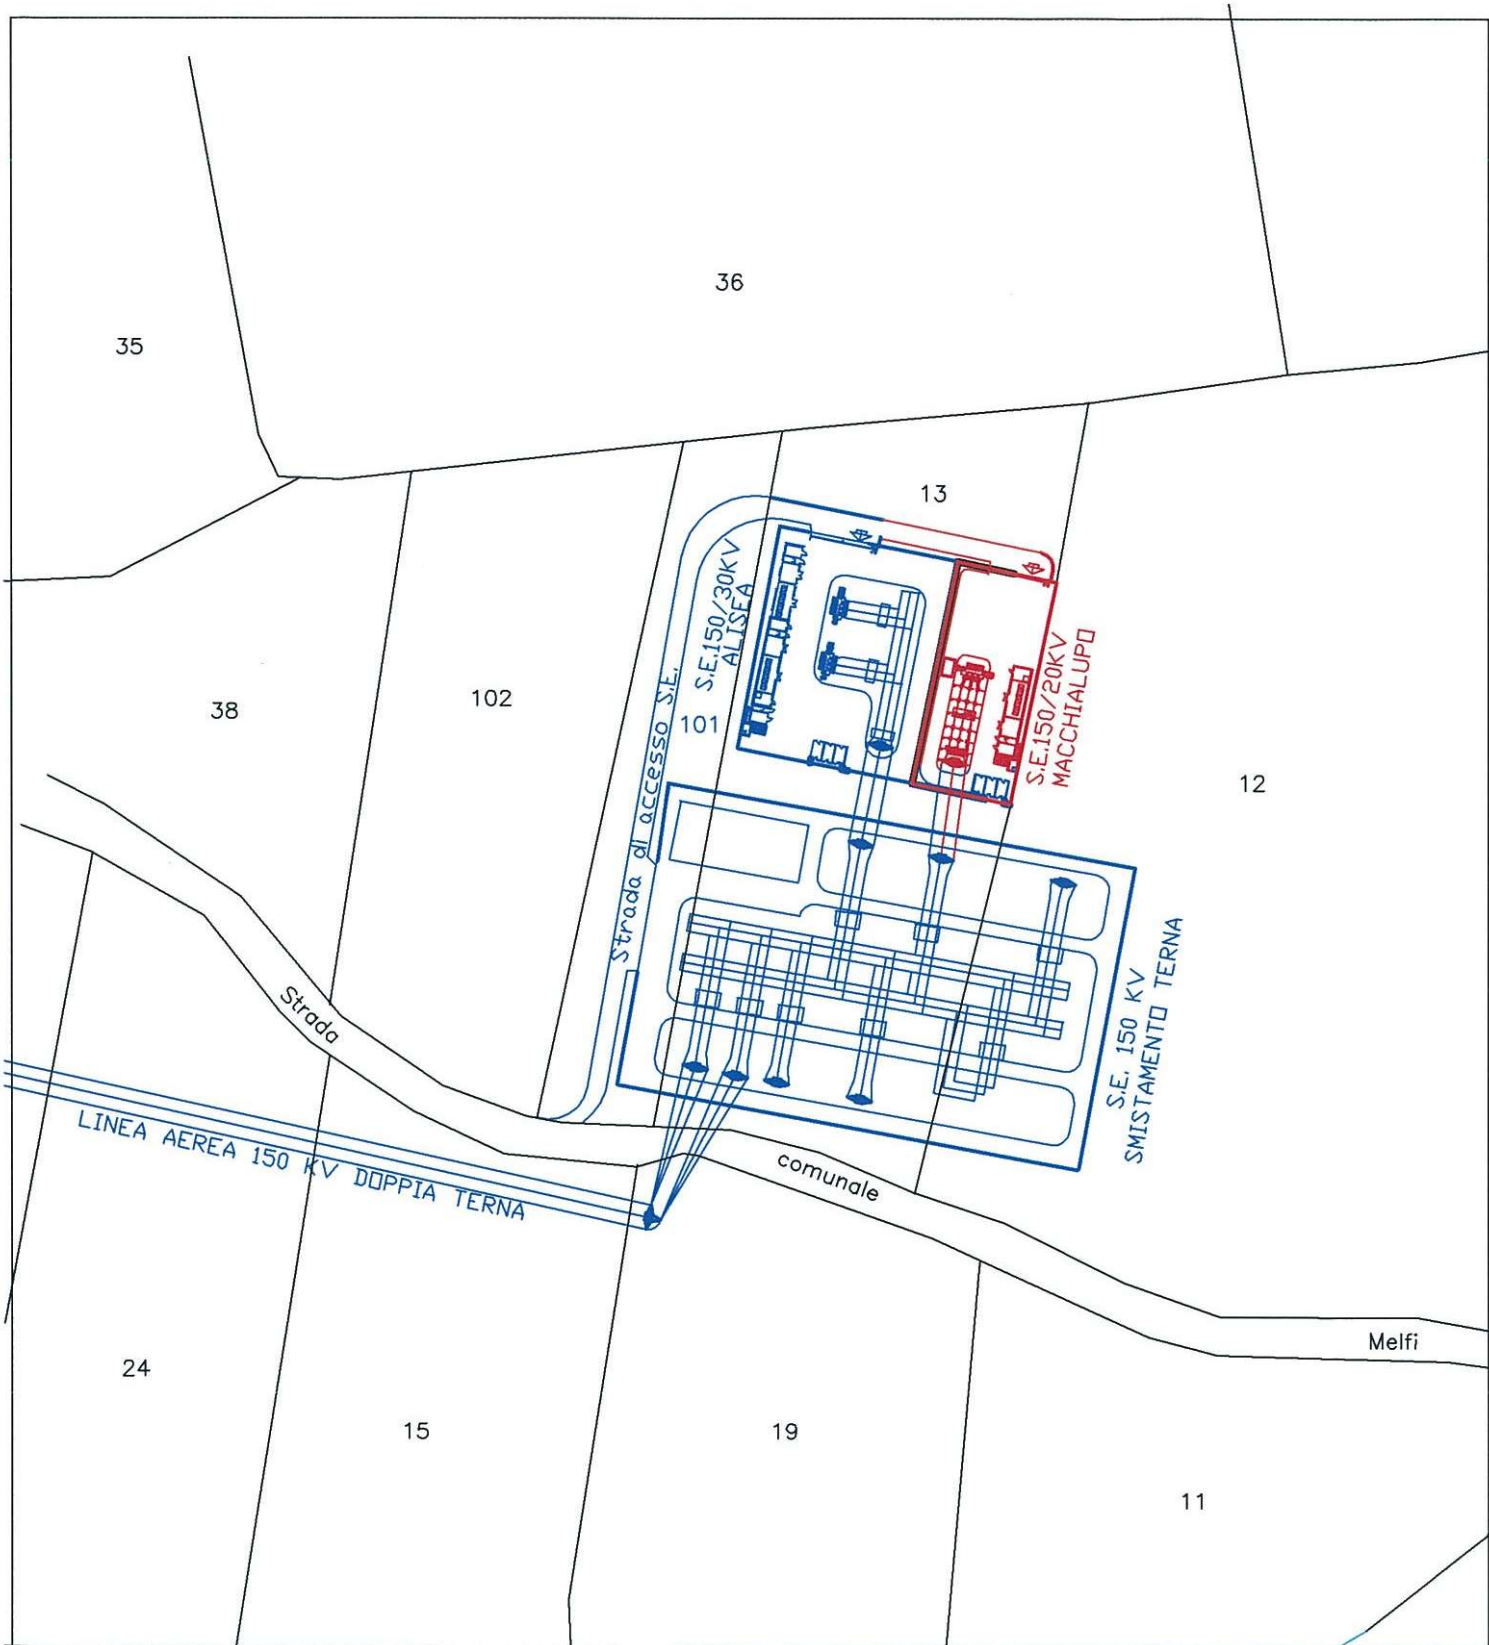 36
35
13
S.E.150/30KV
ALISEA
S.E.150/20KV
MACCHIALUPO
38
102
101
Strada di accesso S.E.
12
Strada
S.E. 150 KV
SMISTAMENTO TERNA
LINEA AEREA 150 KV DOPPIA TERNA
comunale
Melfi
24
15
19
11